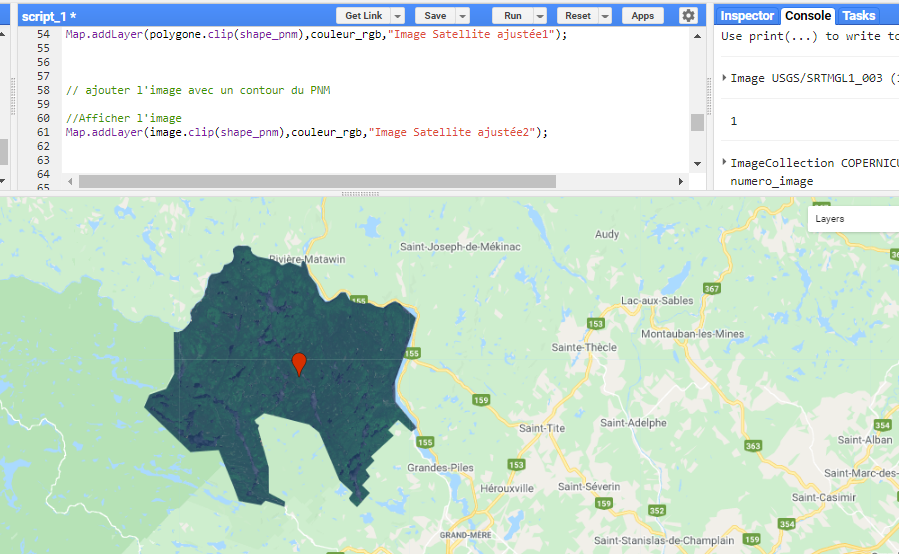 script_1 *
Get Link
Save
Run
Reset
Apps
Inspector
Console
Tasks
54 Map.addLayer(polygone.clip(shape_pnm),couleur_rgb,"Image Satellite ajustée1");
55
56
57
58 // ajouter l'image avec un contour du PNM
59
60 //Afficher l'image
61 Map.addLayer(image.clip(shape_pnm),couleur_rgb,"Image Satellite ajustée2");
62
63
64
65
Use print(...) to write to
Image USGS/SRTMGL1_003 (1
1
ImageCollection COPERNICU
numero_image
Layers
Rivière-Matawin
Saint-Joseph-de-Mékinac
Audy
367
Lac-aux-Sables
155
153
Montauban-les-Mines
Sainte-Thècle
155
159
Saint-Tite
Saint-Adelphe
354
155
363
Saint-Alban
Grandes-Piles
153
Saint-Marc-des-
Hérouxville
Saint-Séverin
Saint-Casimir
159
352
354
GRAND-MÈRE
Saint-Stanislas-de-Champlain
159